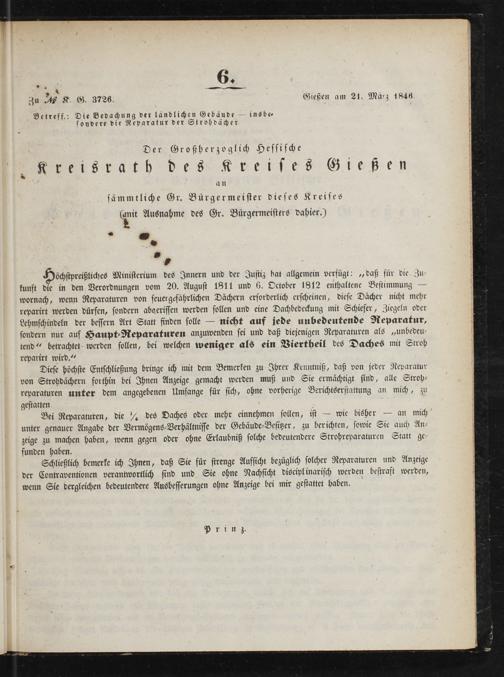 6.
Zu № K. G. 3726.
Gießen am 21. März 1846.
Betreff.: Die Bedachung der ländlichen Gebäude — insbe-
sondere die Reparatur der Strohdächer
Der Großherzoglich Hessische
Kreisrath des Kreises Gießen
an
sämmtliche Gr. Bürgermeister dieses Kreises
(mit Ausnahme des Gr. Bürgermeisters dahier.)
Höchstpreißliches Ministerium des Innern und der Justiz hat allgemein verfügt: „daß für die Zu-
kunft die in den Verordnungen vom 20. August 1811 und 6. October 1812 enthaltene Bestimmung —
wornach, wenn Reparaturen von feuergefährlichen Dächern erforderlich erscheinen, diese Dächer nicht mehr
reparirt werden dürfen, sondern abgerissen werden sollen und eine Dachbedeckung mit Schiefer, Ziegeln oder
Lehmschindeln der bessern Art Statt finden solle — nicht auf jede unbedeutende Reparatur,
sondern nur auf Haupt-Reparaturen anzuwenden sei und daß diejenigen Reparaturen als „unbedeu-
tend“ betrachtet werden sollen, bei welchen weniger als ein Viertheil des Daches mit Stroh
reparirt wird.“
Diese höchste Entschließung bringe ich mit dem Bemerken zu Ihrer Kenntniß, daß von jeder Reparatur
von Strohdächern forthin bei Ihnen Anzeige gemacht werden muß und Sie ermächtigt sind, alle Stroh-
reparaturen unter dem angegebenen Umfange für sich, ohne vorherige Berichtserstattung an mich, zu
gestatten
Bei Reparaturen, die ¼ des Daches oder mehr einnehmen sollen, ist — wie bisher — an mich
unter genauer Angabe der Vermögens-Verhältnisse der Gebäude-Besitzer, zu berichten, sowie Sie auch An-
zeige zu machen haben, wenn gegen oder ohne Erlaubniß solche bedeutendere Strohreparaturen Statt ge-
funden haben.
Schließlich bemerke ich Ihnen, daß Sie für strenge Aufsicht bezüglich solcher Reparaturen und Anzeige
der Contraventionen verantwortlich sind und Sie ohne Nachsicht disciplinarisch werden bestraft werden,
wenn Sie dergleichen bedeutendere Ausbesserungen ohne Anzeige bei mir gestattet haben.
Prinz.